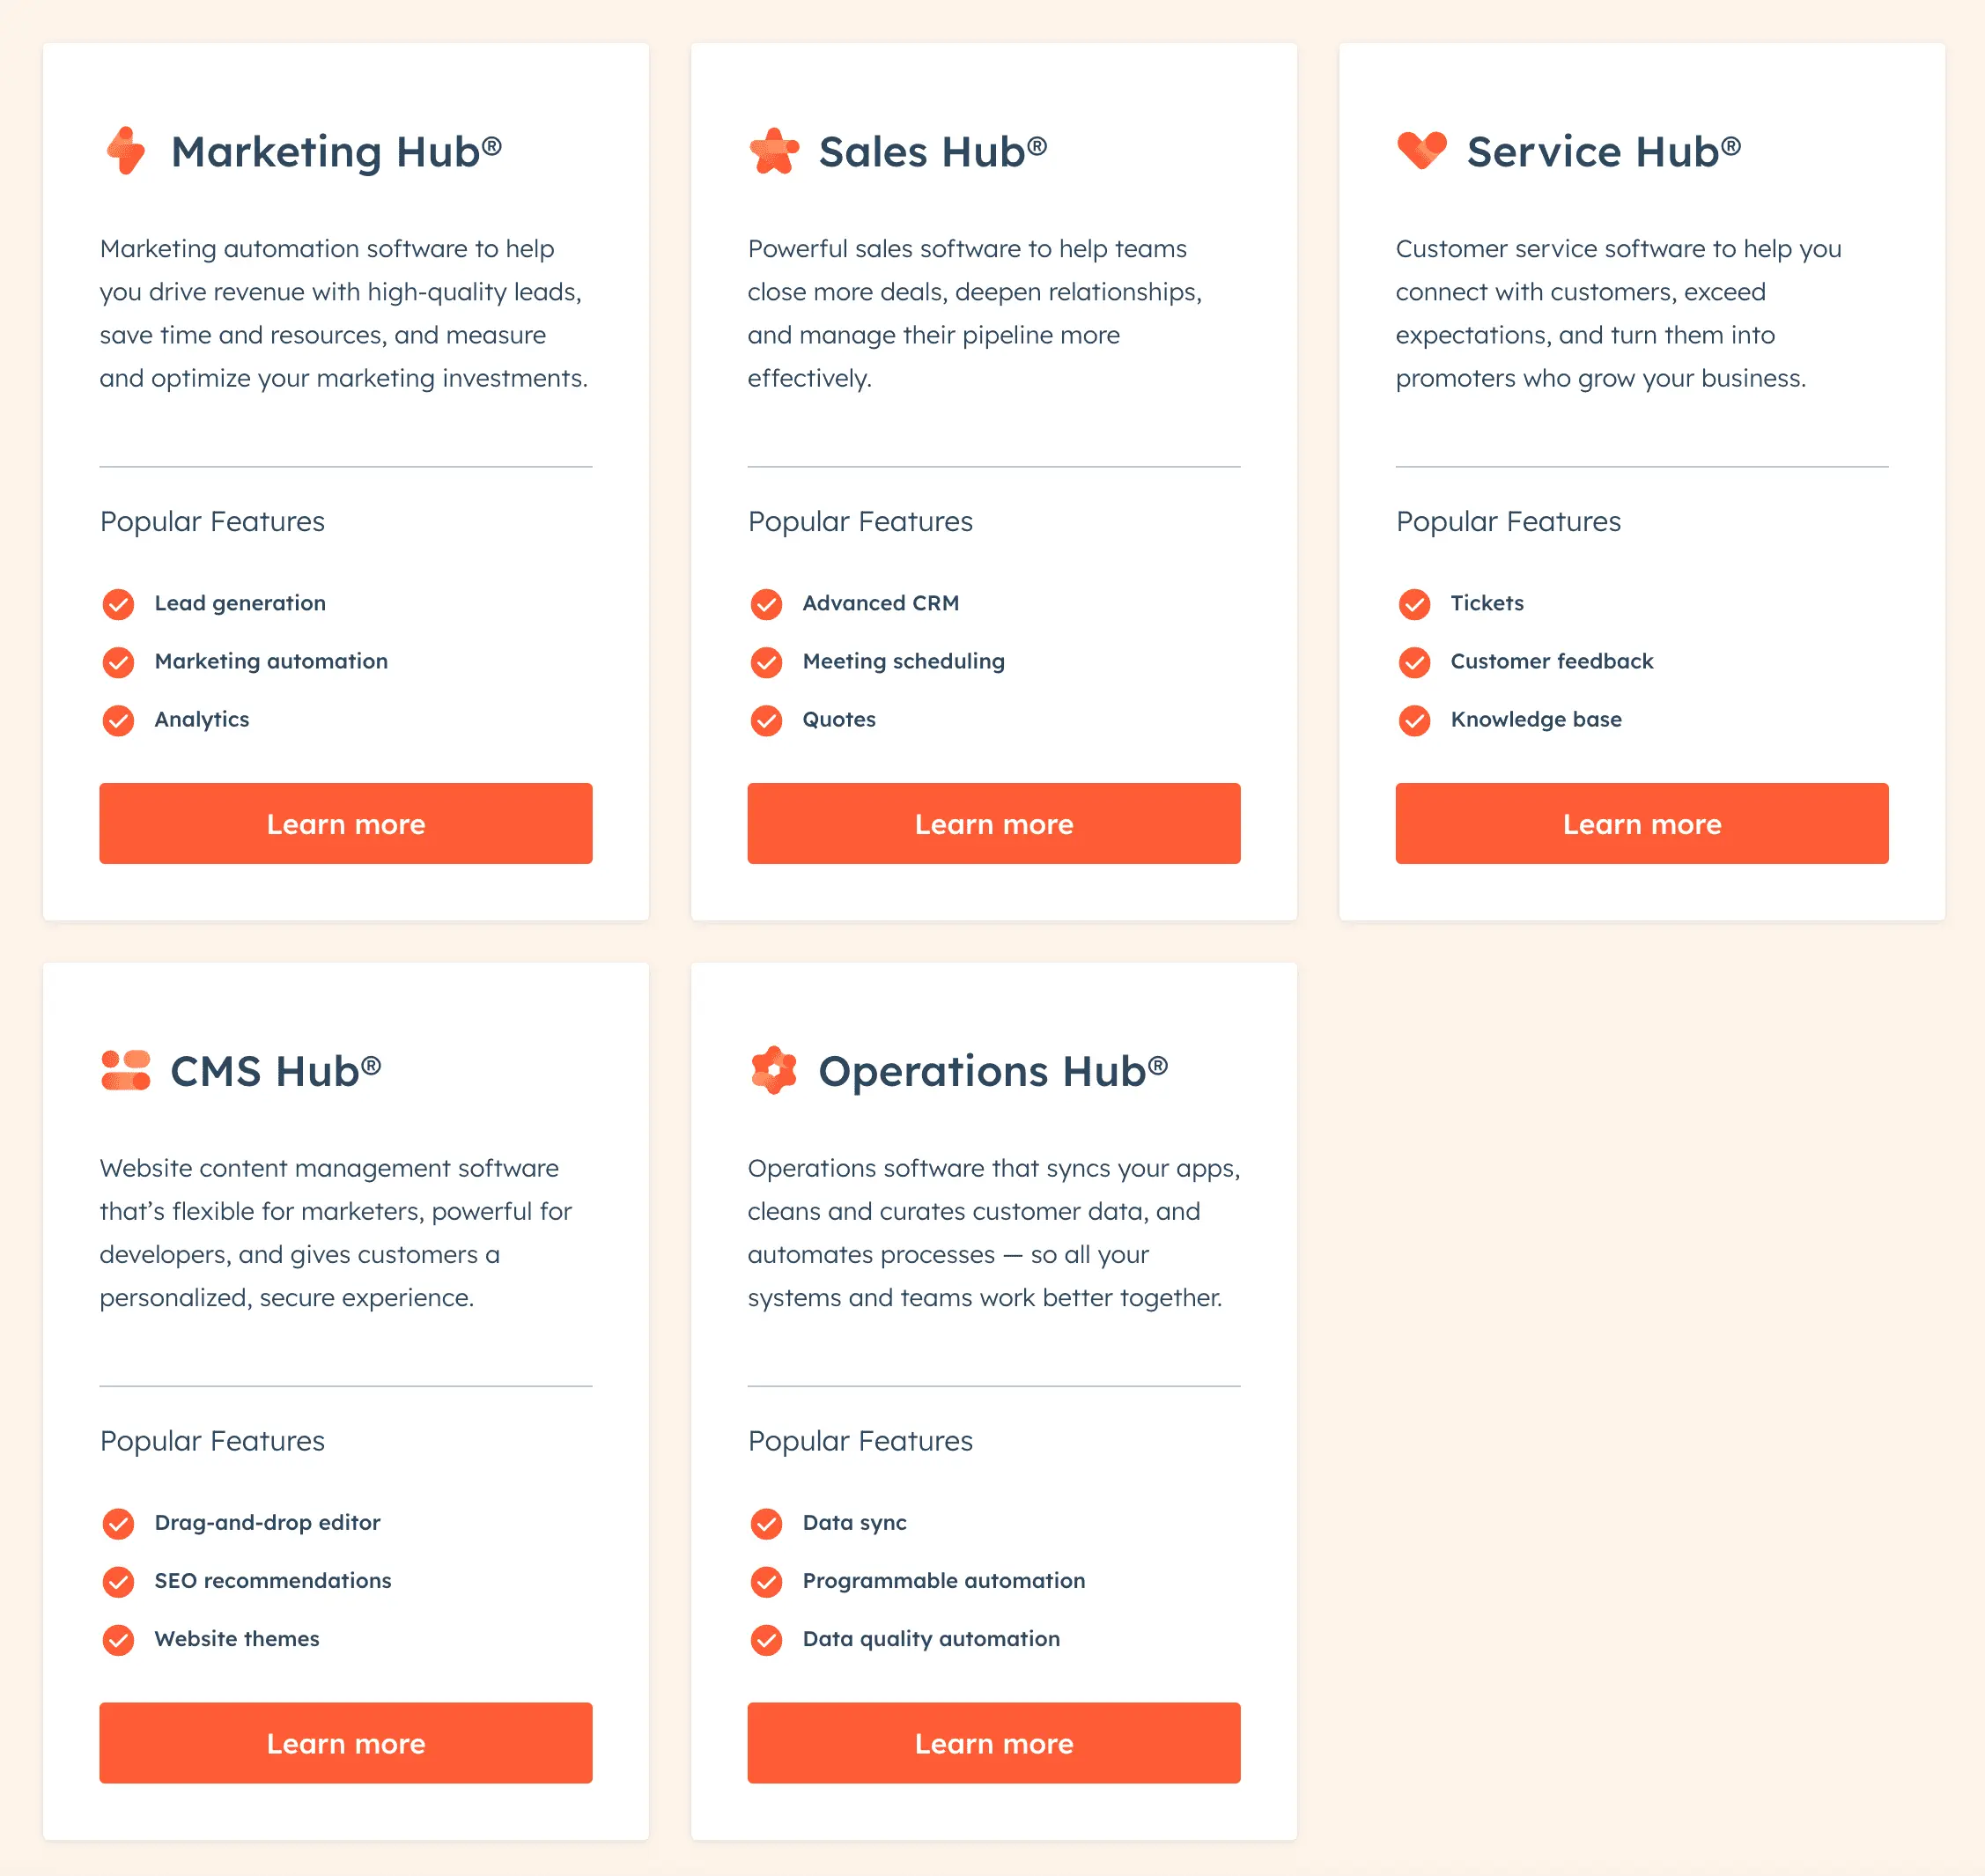 Marketing Hub®
Marketing automation software to help
you drive revenue with high-quality leads,
save time and resources, and measure
and optimize your marketing investments.
Popular Features
Lead generation
Marketing automation
Analytics
Learn more
Sales Hub®
Powerful sales software to help teams
close more deals, deepen relationships,
and manage their pipeline more
effectively.
Popular Features
Advanced CRM
Meeting scheduling
Quotes
Learn more
Service Hub®
Customer service software to help you
connect with customers, exceed
expectations, and turn them into
promoters who grow your business.
Popular Features
Tickets
Customer feedback
Knowledge base
Learn more
CMS Hub®
Website content management software
that’s flexible for marketers, powerful for
developers, and gives customers a
personalized, secure experience.
Popular Features
Drag-and-drop editor
SEO recommendations
Website themes
Learn more
Operations Hub®
Operations software that syncs your apps,
cleans and curates customer data, and
automates processes — so all your
systems and teams work better together.
Popular Features
Data sync
Programmable automation
Data quality automation
Learn more